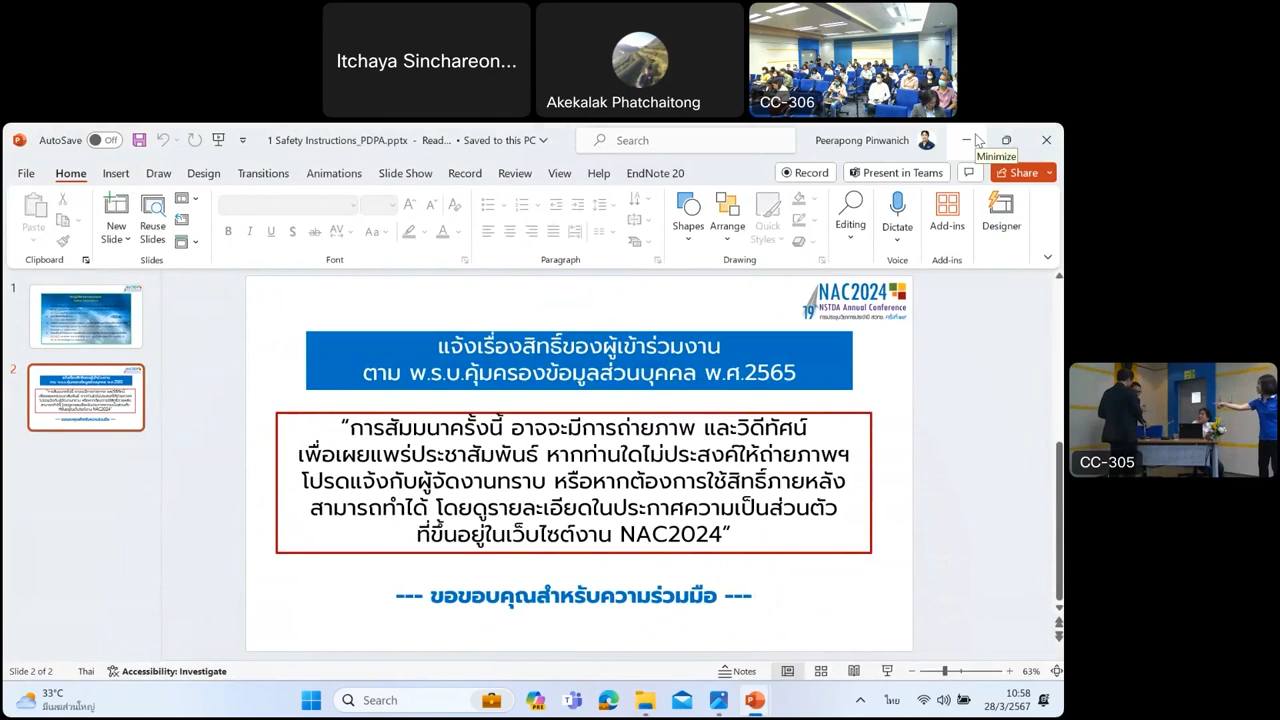 Itchaya Sinchareon...
Akekalak Phatchaitong
CC-306
AutoSave Off
1 Safety Instructions_PDPA.pptx - Read... • Saved to this PC
Search
Peerapong Pinwanich
Minimize
File Home Insert Draw Design Transitions Animations Slide Show Record Review View Help EndNote 20
Record Present in Teams Share
Paste
New Slide
Reuse Slides
Shapes
Arrange
Quick Styles
Editing
Dictate
Add-ins
Designer
Clipboard Slides Font Paragraph Drawing Voice Add-ins
1
2
NAC2024
NSTDA Annual Conference
19
แจ้งเรื่องสิทธิ์ของผู้เข้าร่วมงาน
ตาม พ.ร.บ.คุ้มครองข้อมูลส่วนบุคคล พ.ศ.2565
“การสัมมนาครั้งนี้ อาจจะมีการถ่ายภาพ และวิดีทัศน์
เพื่อเผยแพร่ประชาสัมพันธ์ หากท่านใดไม่ประสงค์ให้ถ่ายภาพฯ
โปรดแจ้งกับผู้จัดงานทราบ หรือหากต้องการใช้สิทธิ์ภายหลัง
สามารถทำได้ โดยดูรายละเอียดในประกาศความเป็นส่วนตัว
ที่ขึ้นอยู่ในเว็บไซต์งาน NAC2024”
--- ขอขอบคุณสำหรับความร่วมมือ ---
CC-305
Slide 2 of 2 Thai Accessibility: Investigate Notes 63%
33°C
มีเมฆส่วนใหญ่
Search
ไทย
10:58
28/3/2567